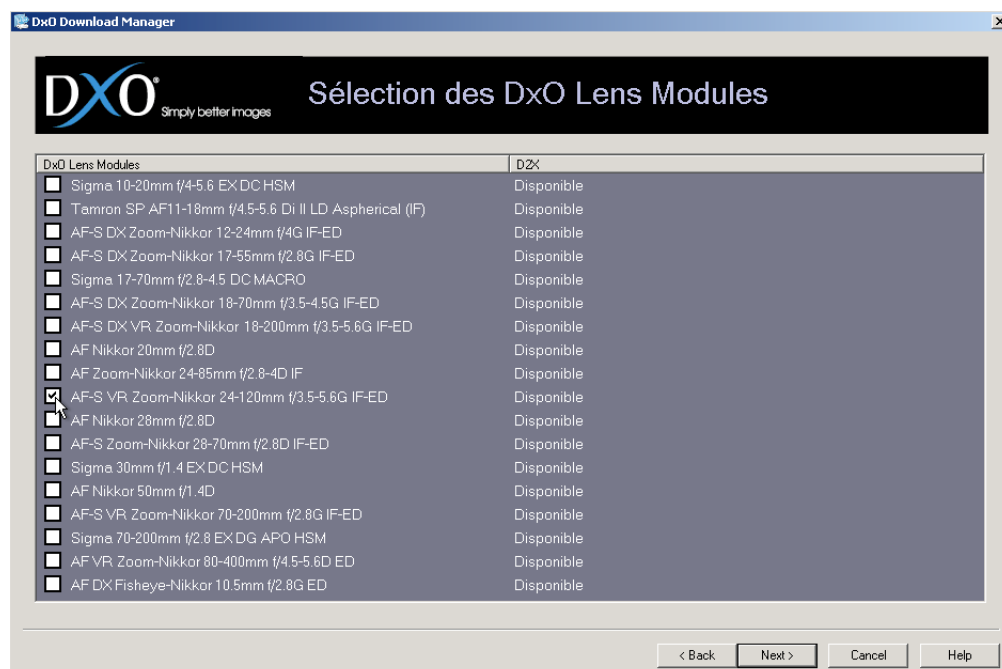 DxO Download Manager
DXO Simply better images
Sélection des DxO Lens Modules
DxO Lens Modules D2X
Sigma 10-20mm f/4-5.6 EX DC HSM Disponible
Tamron SP AF11-18mm f/4.5-5.6 Di II LD Aspherical (IF) Disponible
AF-S DX Zoom-Nikkor 12-24mm f/4G IF-ED Disponible
AF-S DX Zoom-Nikkor 17-55mm f/2.8G IF-ED Disponible
Sigma 17-70mm f/2.8-4.5 DC MACRO Disponible
AF-S DX Zoom-Nikkor 18-70mm f/3.5-4.5G IF-ED Disponible
AF-S DX VR Zoom-Nikkor 18-200mm f/3.5-5.6G IF-ED Disponible
AF Nikkor 20mm f/2.8D Disponible
AF Zoom-Nikkor 24-85mm f/2.8-4D IF Disponible
AF-S VR Zoom-Nikkor 24-120mm f/3.5-5.6G IF-ED Disponible
AF Nikkor 28mm f/2.8D Disponible
AF-S Zoom-Nikkor 28-70mm f/2.8D IF-ED Disponible
Sigma 30mm f/1.4 EX DC HSM Disponible
AF Nikkor 50mm f/1.4D Disponible
AF-S VR Zoom-Nikkor 70-200mm f/2.8G IF-ED Disponible
Sigma 70-200mm f/2.8 EX DG APO HSM Disponible
AF VR Zoom-Nikkor 80-400mm f/4.5-5.6D ED Disponible
AF DX Fisheye-Nikkor 10.5mm f/2.8G ED Disponible
< Back Next > Cancel Help